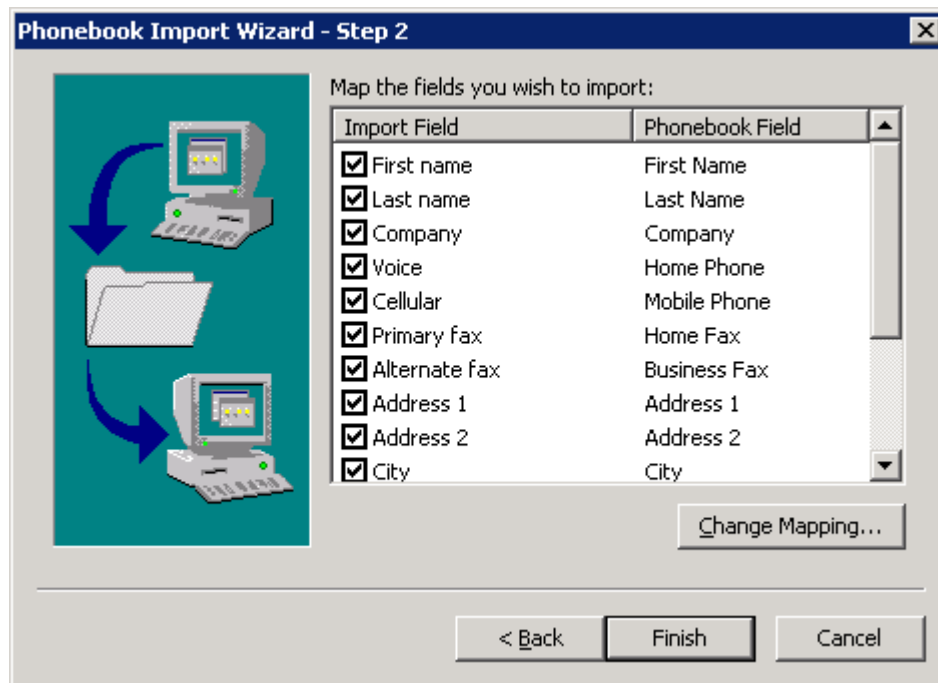 Phonebook Import Wizard - Step 2
Map the fields you wish to import:
Import Field Phonebook Field
First name First Name
Last name Last Name
Company Company
Voice Home Phone
Cellular Mobile Phone
Primary fax Home Fax
Alternate fax Business Fax
Address 1 Address 1
Address 2 Address 2
City City
Change Mapping...
< Back Finish Cancel